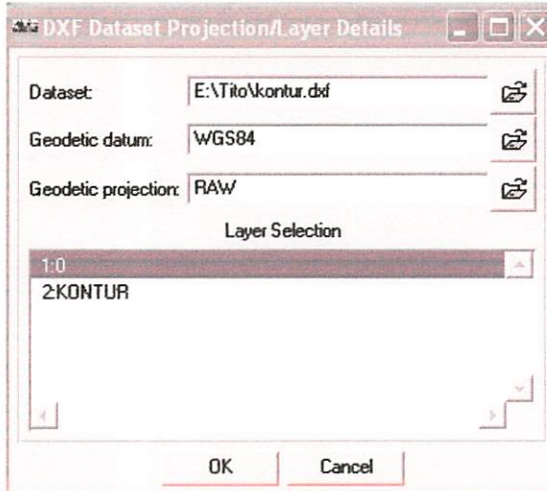 DXF Dataset Projection/Layer Details
Dataset: E:\Tito\kontur.dxf
Geodetic datum: WGS84
Geodetic projection: RAW
Layer Selection
1:0
2:KONTUR
OK Cancel